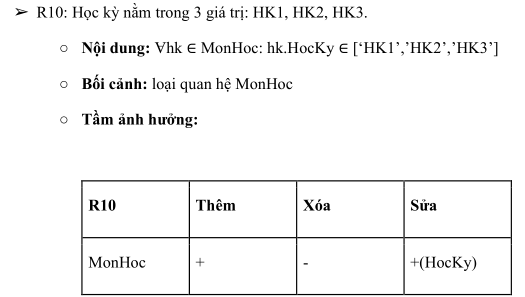 ➢ R10: Học kỳ nằm trong 3 giá trị: HK1, HK2, HK3.
○ Nội dung: ∀hk ∈ MonHoc: hk.HocKy ∈ [‘HK1’,’HK2’,’HK3’]
○ Bối cảnh: loại quan hệ MonHoc
○ Tầm ảnh hưởng:
R10 Thêm Xóa Sửa
MonHoc + - +(HocKy)